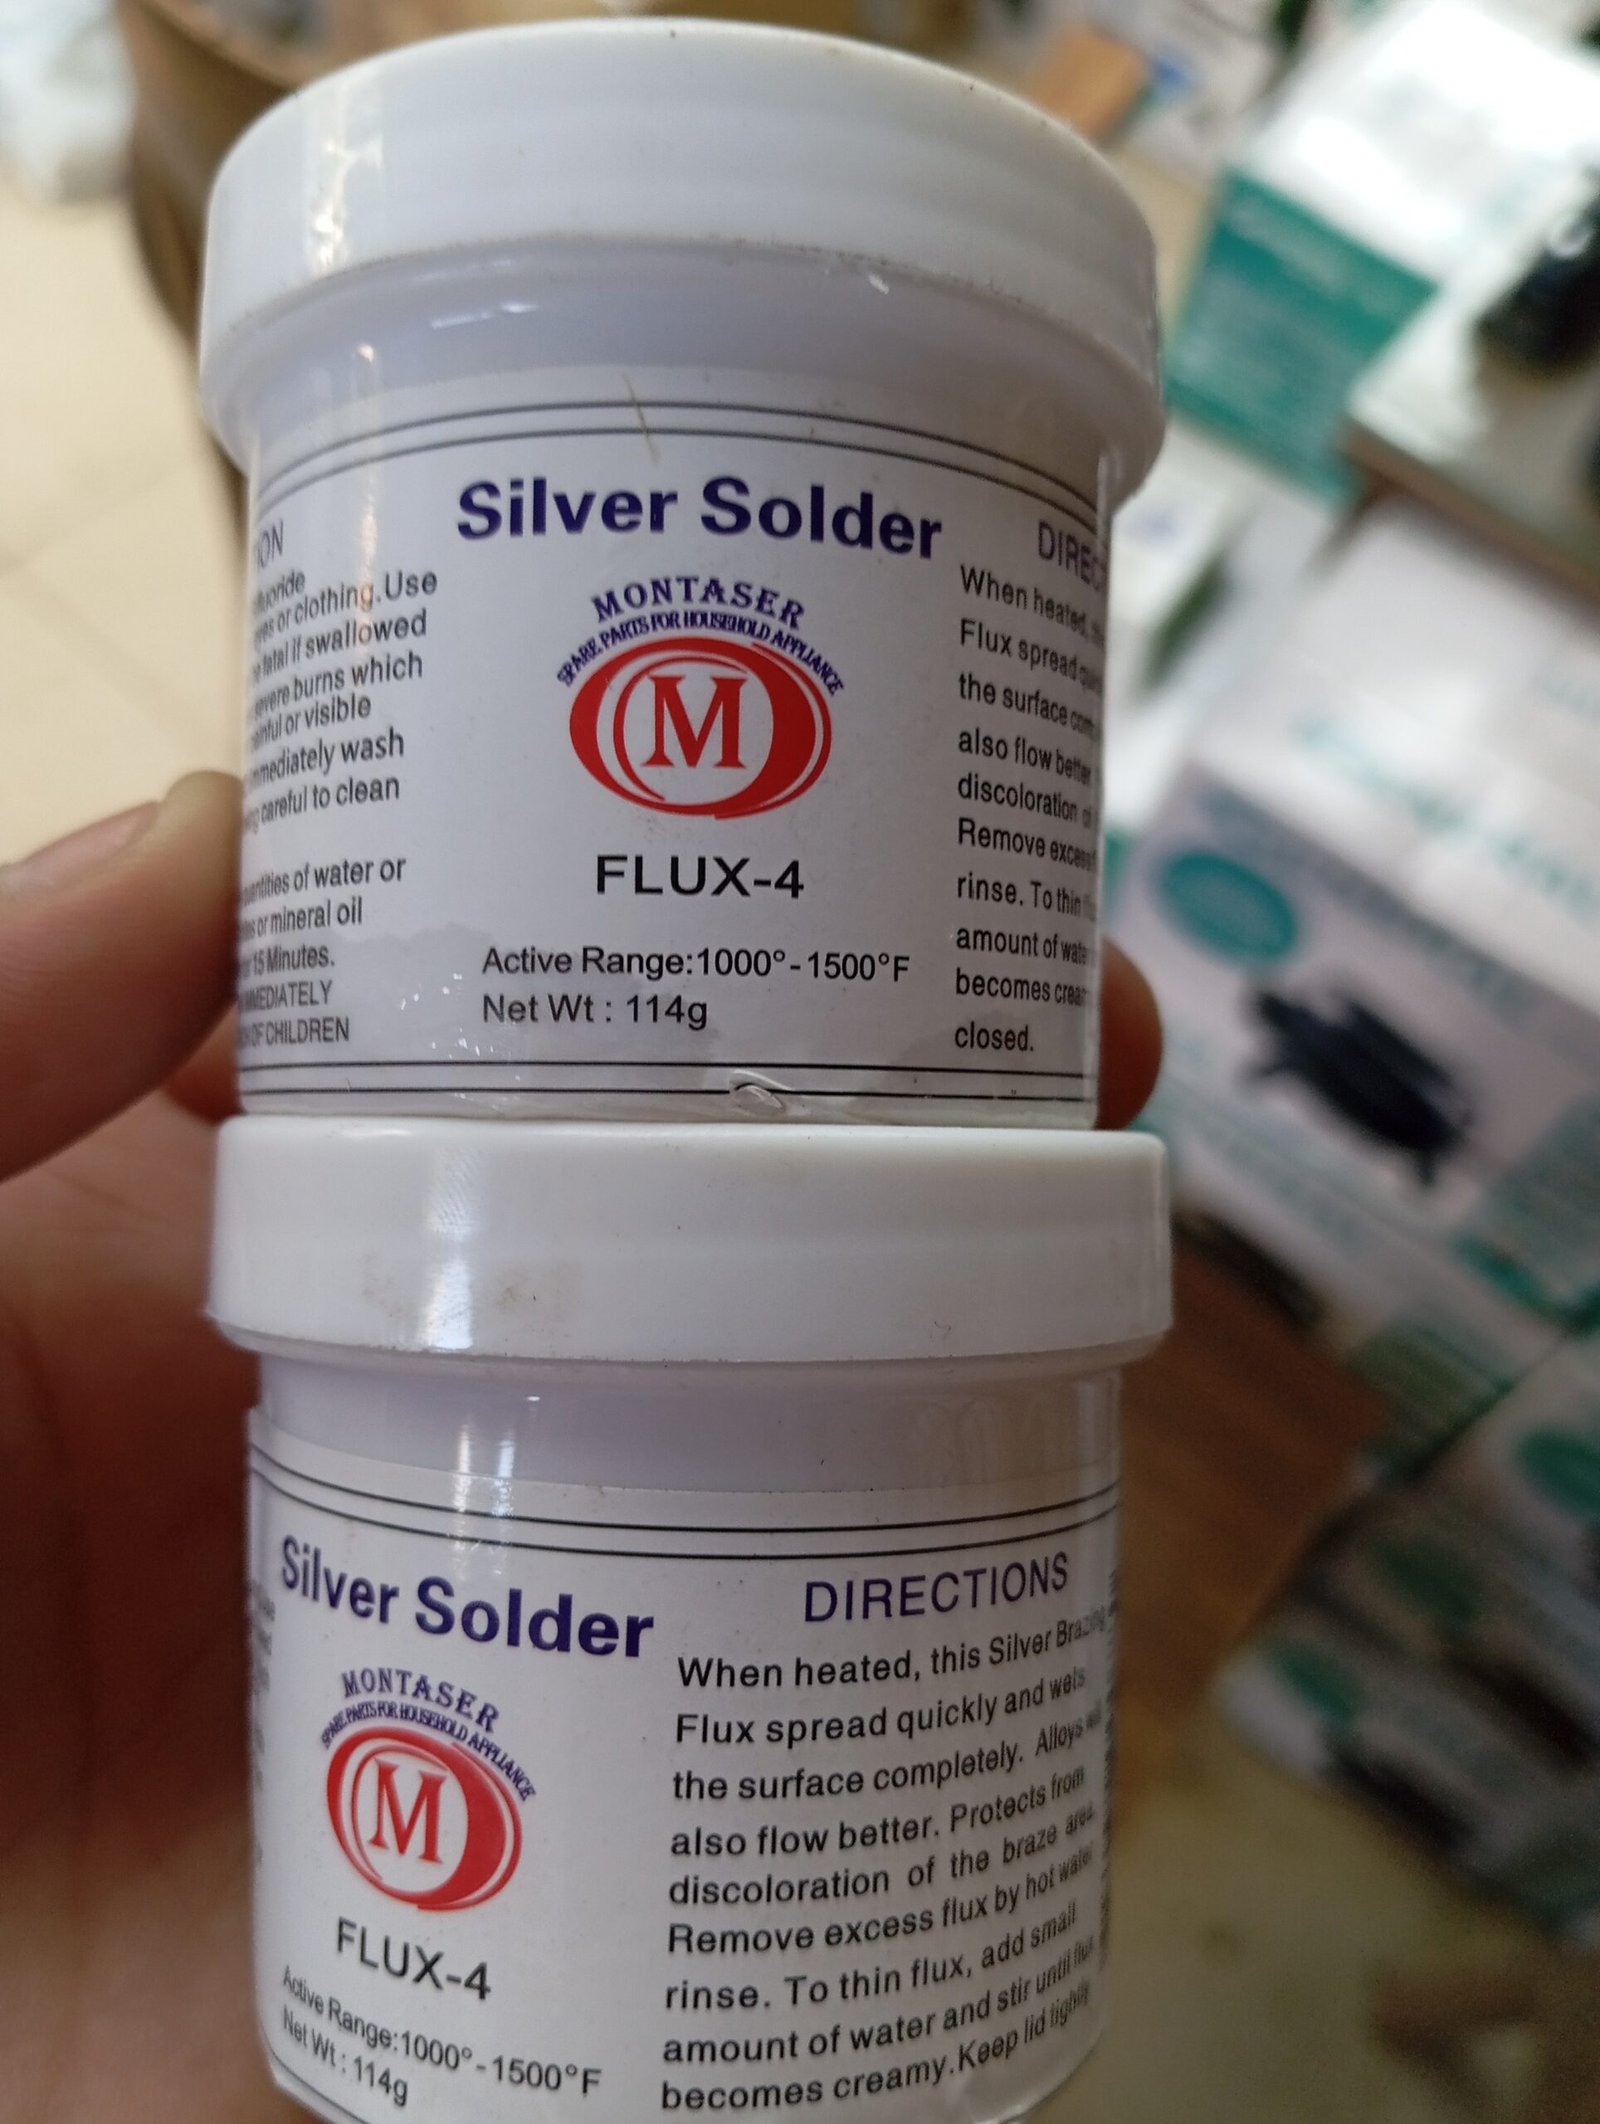 Silver Solder
MONTASER
SPARE PARTS FOR HOUSEHOLD APPLIANCE
M
FLUX-4
Active Range:1000°-1500°F
Net Wt : 114g
or clothing.Use
fatal if swallowed
severe burns which
or visible
immediately wash
careful to clean
of water or
or mineral oil
15 Minutes.
IMMEDIATELY
OF CHILDREN
When heated,
Flux spread
the surface
also flow better
discoloration
Remove excess
rinse. To thin
amount of
becomes
closed.
Silver Solder
MONTASER
SPARE PARTS FOR HOUSEHOLD APPLIANCE
M
FLUX-4
Active Range:1000°-1500°F
Net Wt : 114g
DIRECTIONS
When heated, this Silver Brazing
Flux spread quickly and wets
the surface completely. Alloys will
also flow better. Protects from
discoloration of the braze area.
Remove excess flux by hot water
rinse. To thin flux, add small
amount of water and stir until flux
becomes creamy.Keep lid tightly